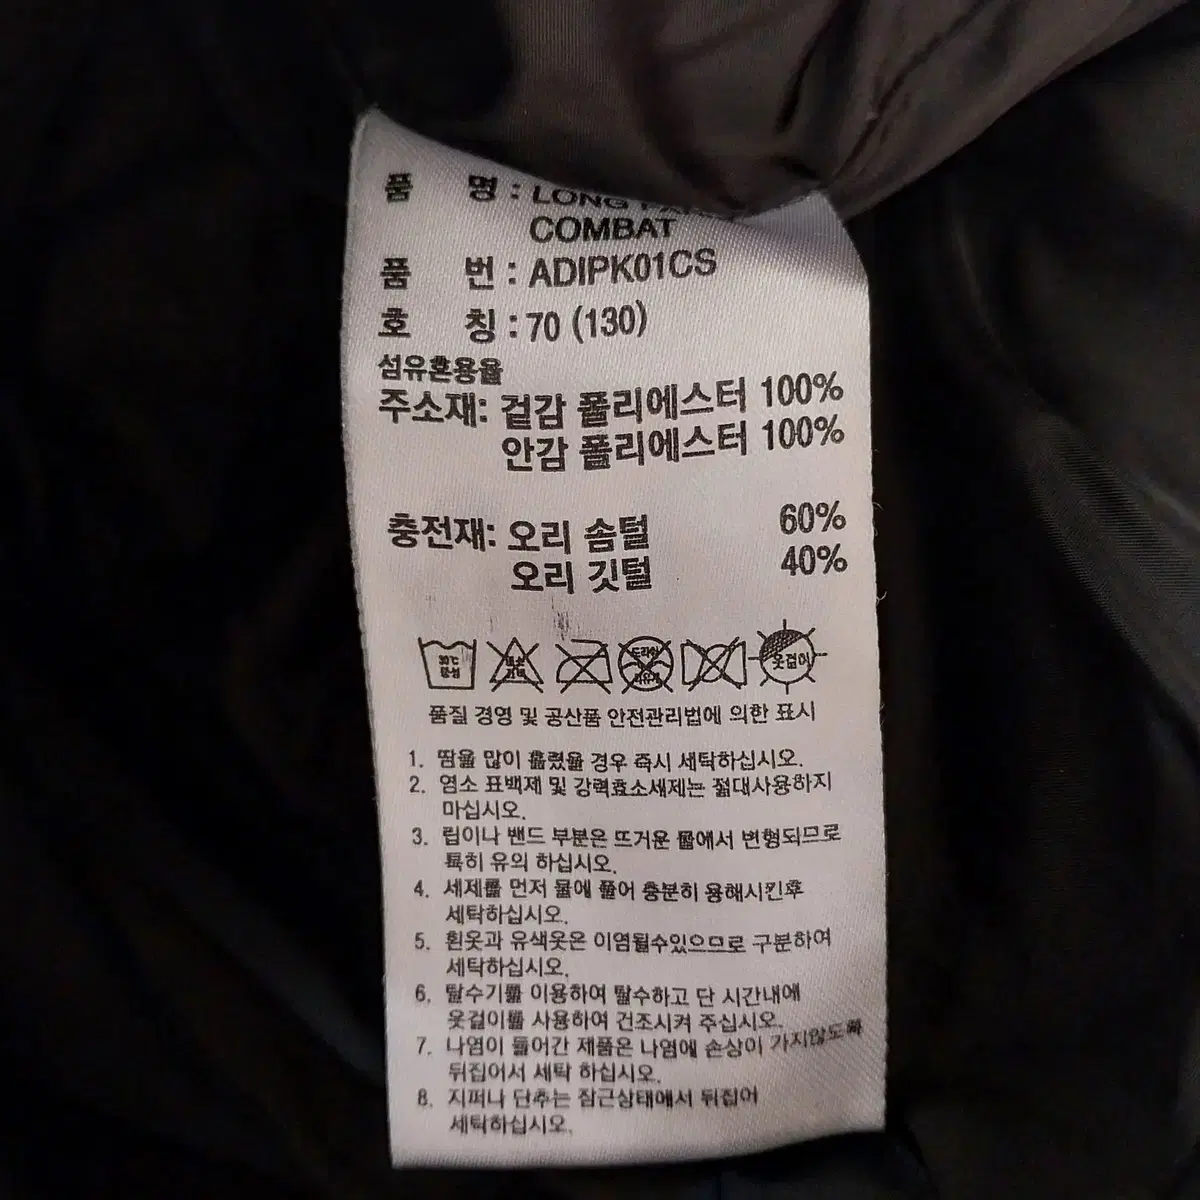 품 명 : LONG
COMBAT
품 번 : ADIPK01CS
호 칭 : 70 (130)
섬유혼용율
주소재: 겉감 폴리에스터 100%
안감 폴리에스터 100%
충전재: 오리 솜털 60%
오리 깃털 40%
30℃ 중성 염소 표백 드라이 옷걸이
품질 경영 및 공산품 안전관리법에 의한 표시
1. 땀을 많이 흘렸을 경우 즉시 세탁하십시오.
2. 염소 표백제 및 강력효소세제는 절대사용하지
마십시오.
3. 립이나 밴드 부분은 뜨거운 물에서 변형되므로
특히 유의 하십시오.
4. 세제를 먼저 물에 풀어 충분히 용해시킨후
세탁하십시오.
5. 흰옷과 유색옷은 이염될수있으므로 구분하여
세탁하십시오.
6. 탈수기를 이용하여 탈수하고 단 시간내에
옷걸이를 사용하여 건조시켜 주십시오.
7. 나염이 들어간 제품은 나염에 손상이 가지않도록
뒤집어서 세탁 하십시오.
8. 지퍼나 단추는 잠근상태에서 뒤집어
세탁하십시오.